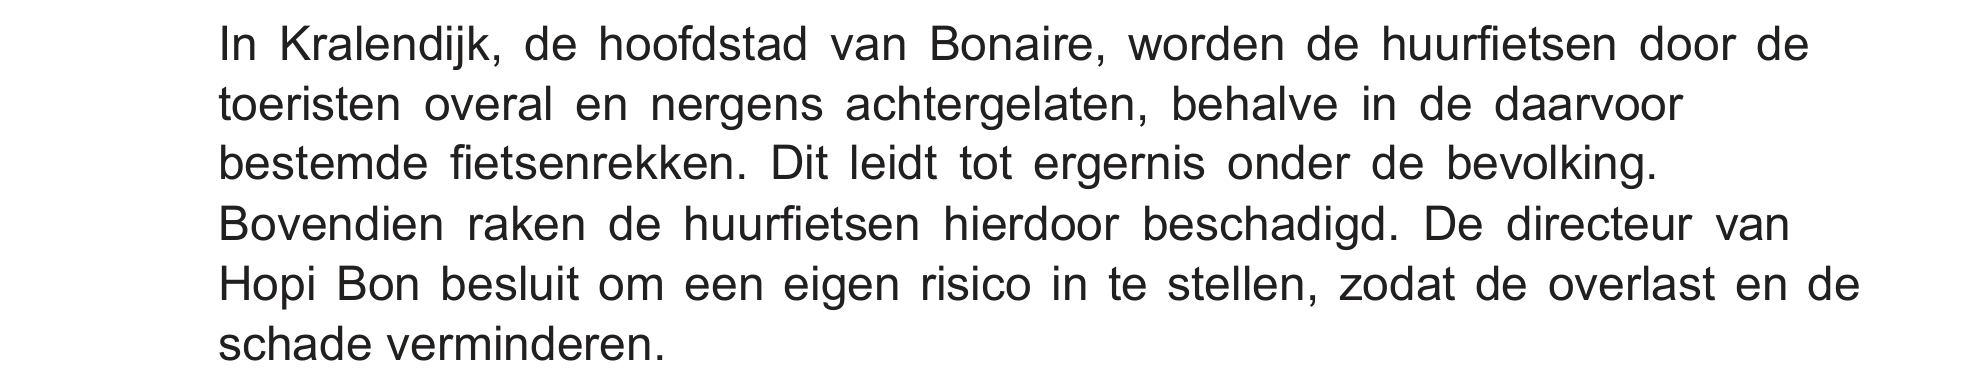 In Kralendijk, de hoofdstad van Bonaire, worden de huurfietsen door de
toeristen overal en nergens achtergelaten, behalve in de daarvoor
bestemde fietsenrekken. Dit leidt tot ergernis onder de bevolking.
Bovendien raken de huurfietsen hierdoor beschadigd. De directeur van
Hopi Bon besluit om een eigen risico in te stellen, zodat de overlast en de
schade verminderen.